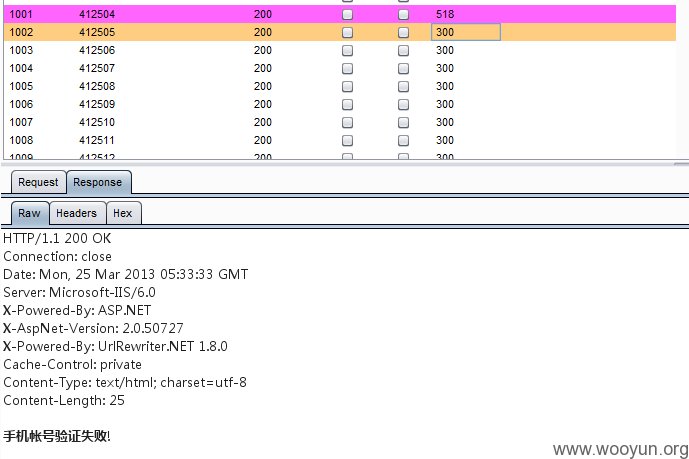 1001 412504 200 518
1002 412505 200 300
1003 412506 200 300
1004 412507 200 300
1005 412508 200 300
1006 412509 200 300
1007 412510 200 300
1008 412511 200 300
1009 412512 200 300
Request Response
Raw Headers Hex
HTTP/1.1 200 OK
Connection: close
Date: Mon, 25 Mar 2013 05:33:33 GMT
Server: Microsoft-IIS/6.0
X-Powered-By: ASP.NET
X-AspNet-Version: 2.0.50727
X-Powered-By: UrlRewriter.NET 1.8.0
Cache-Control: private
Content-Type: text/html; charset=utf-8
Content-Length: 25
手机帐号验证失败!
www.wooyun.org